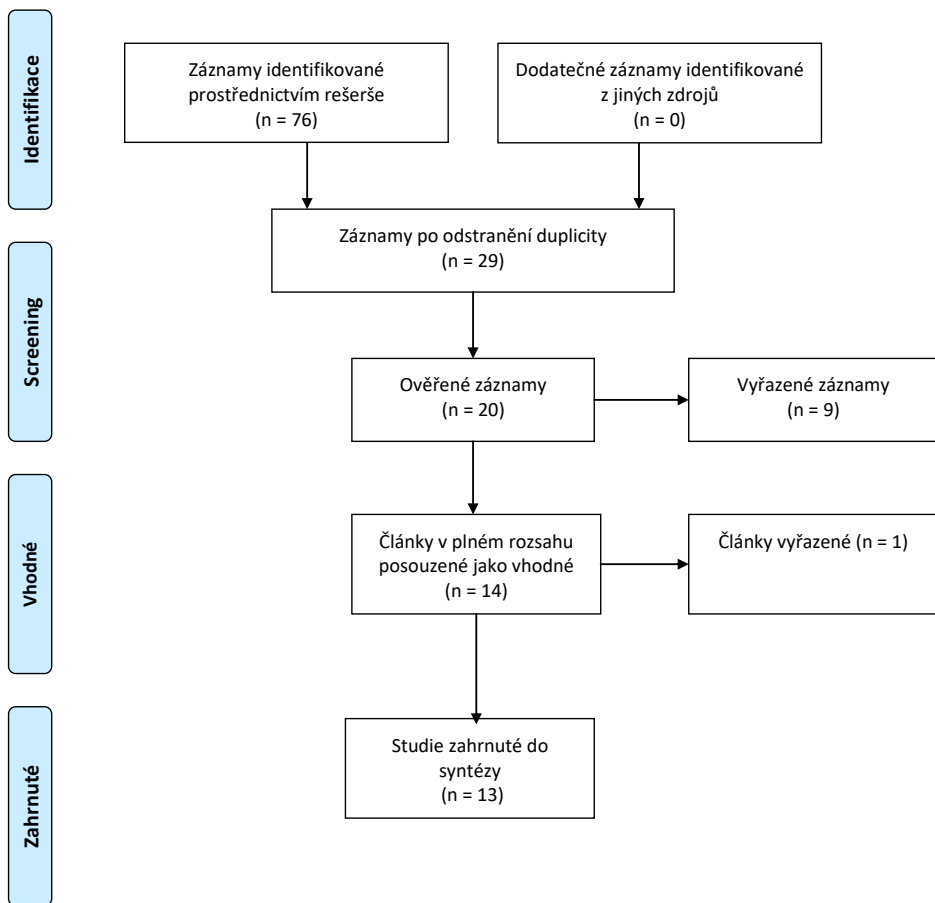 Identifikace
Záznamy identifikované
prostřednictvím rešerše
(n = 76)
Dodatečné záznamy identifikované
z jiných zdrojů
(n = 0)
Záznamy po odstranění duplicity
(n = 29)
Screening
Ověřené záznamy
(n = 20)
Vyřazené záznamy
(n = 9)
Vhodné
Články v plném rozsahu
posouzené jako vhodné
(n = 14)
Články vyřazené (n = 1)
Zahrnuté
Studie zahrnuté do
syntézy
(n = 13)